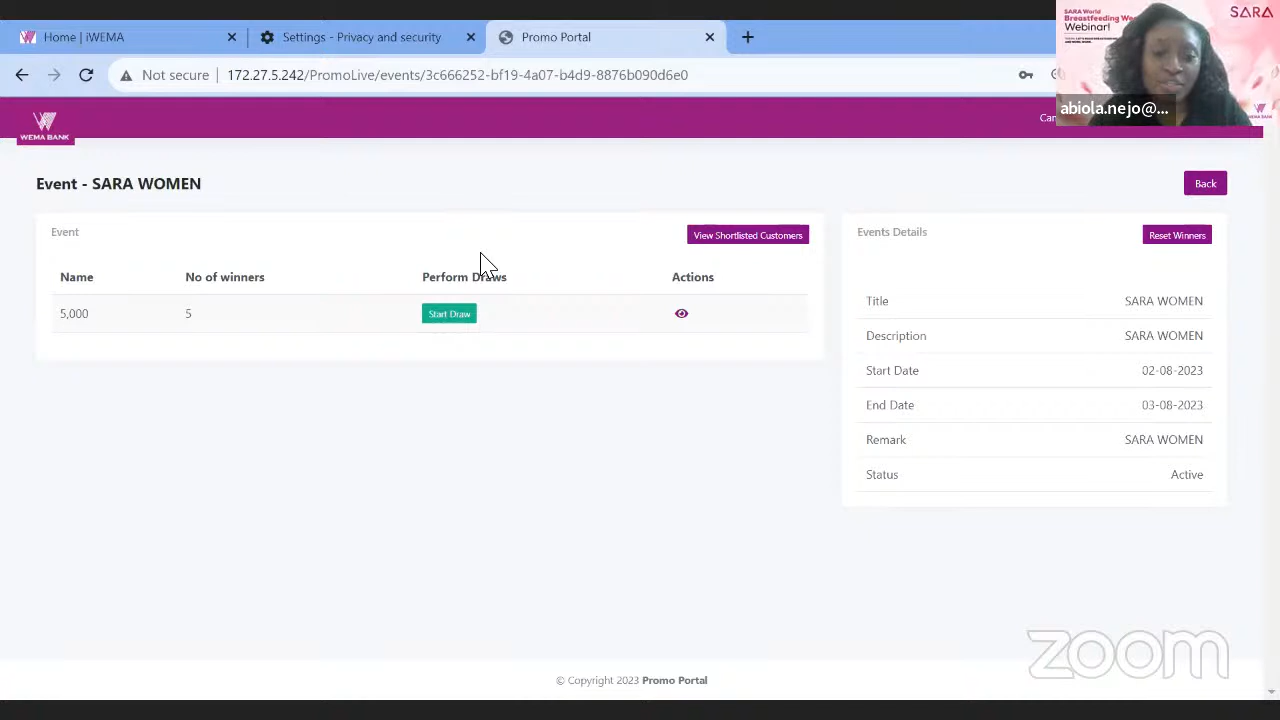 Home | iWEMA
Settings - Privacy and security
Promo Portal
Not secure
172.27.5.242/PromoLive/events/3c666252-bf19-4a07-b4d9-8876b090d6e0
SARA World
Breastfeeding We
Webinar!
SARA
abiola.nejo@...
WEMA BANK
WEMA BANK
Event - SARA WOMEN
Back
Event
View Shortlisted Customers
Name No of winners Perform Draws Actions
5,000 5 Start Draw
Events Details
Reset Winners
Title SARA WOMEN
Description SARA WOMEN
Start Date 02-08-2023
End Date 03-08-2023
Remark SARA WOMEN
Status Active
zoom
© Copyright 2023 Promo Portal